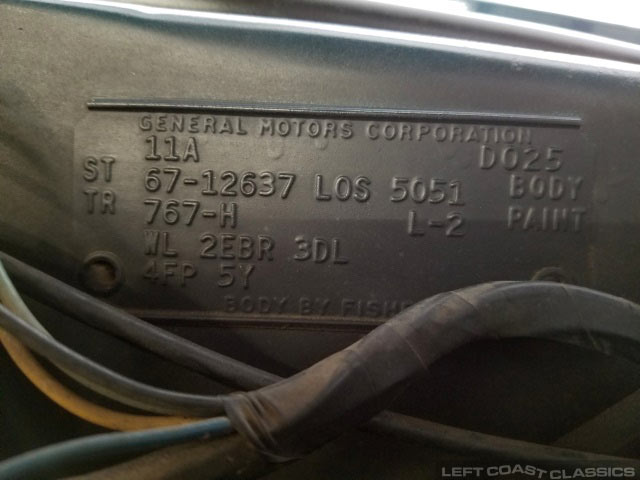 GENERAL MOTORS CORPORATION
11A D025
ST 67-12637 LOS 5051 BODY
TR 767-H L-2 PAINT
WL 2EBR 3DL
4FP 5Y
BODY BY FISHE
LEFT COAST CLASSICS